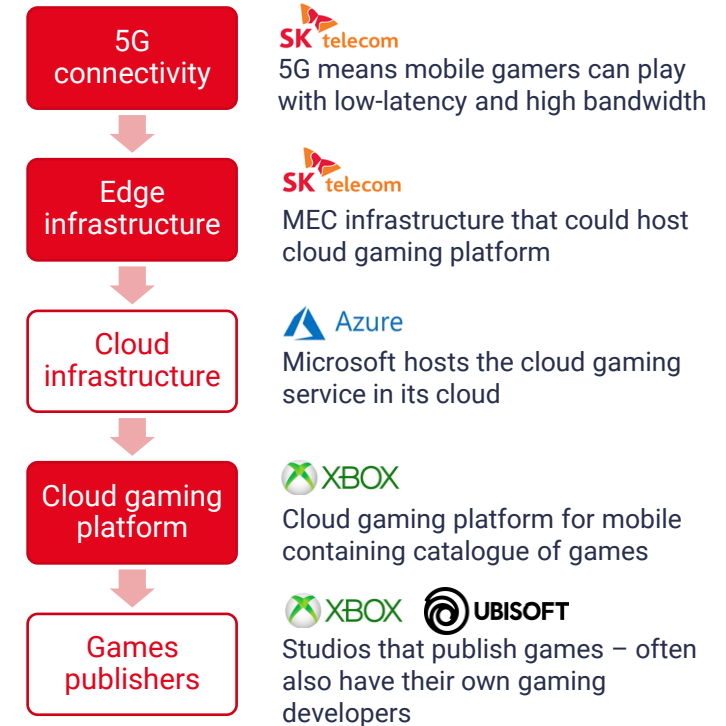 5G
connectivity
SK telecom
5G means mobile gamers can play
with low-latency and high bandwidth
Edge
infrastructure
SK telecom
MEC infrastructure that could host
cloud gaming platform
Cloud
infrastructure
Azure
Microsoft hosts the cloud gaming
service in its cloud
Cloud gaming
platform
XBOX
Cloud gaming platform for mobile
containing catalogue of games
Games
publishers
XBOX UBISOFT
Studios that publish games – often
also have their own gaming
developers